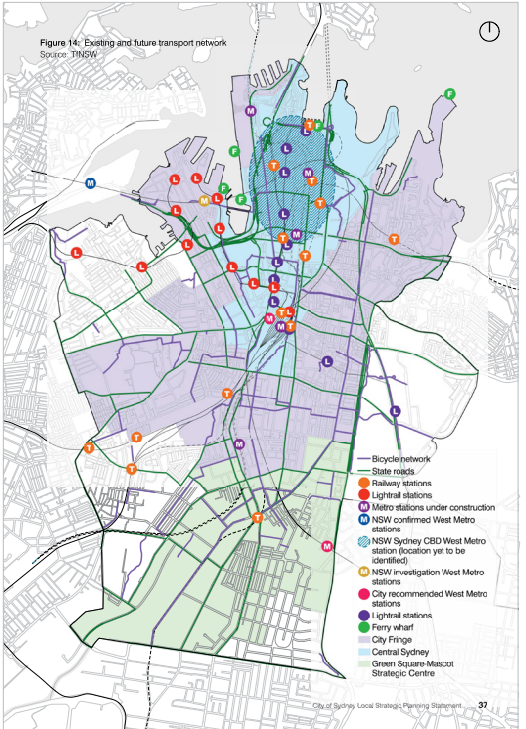 Figure 14: Existing and future transport network
Source: TfNSW
F
M
T
F
L
F
L
T
L
M
T
M
L
L
F
M
L
F
T
L
L
T
M
L
L
T
L
T
L
L
L
L
L
L
L
L
T
L
M
M
T
L
T
L
T
M
T
T
T
T
M
Bicycle network
State roads
T Railway stations
L Lightrail stations
M Metro stations under construction
M NSW confirmed West Metro
stations
NSW Sydney CBD West Metro
station (location yet to be
identified)
M NSW investigation West Metro
stations
City recommended West Metro
stations
L Lightrail stations
F Ferry wharf
City Fringe
Central Sydney
Green Square-Mascot
Strategic Centre
City of Sydney Local Strategic Planning Statement 37